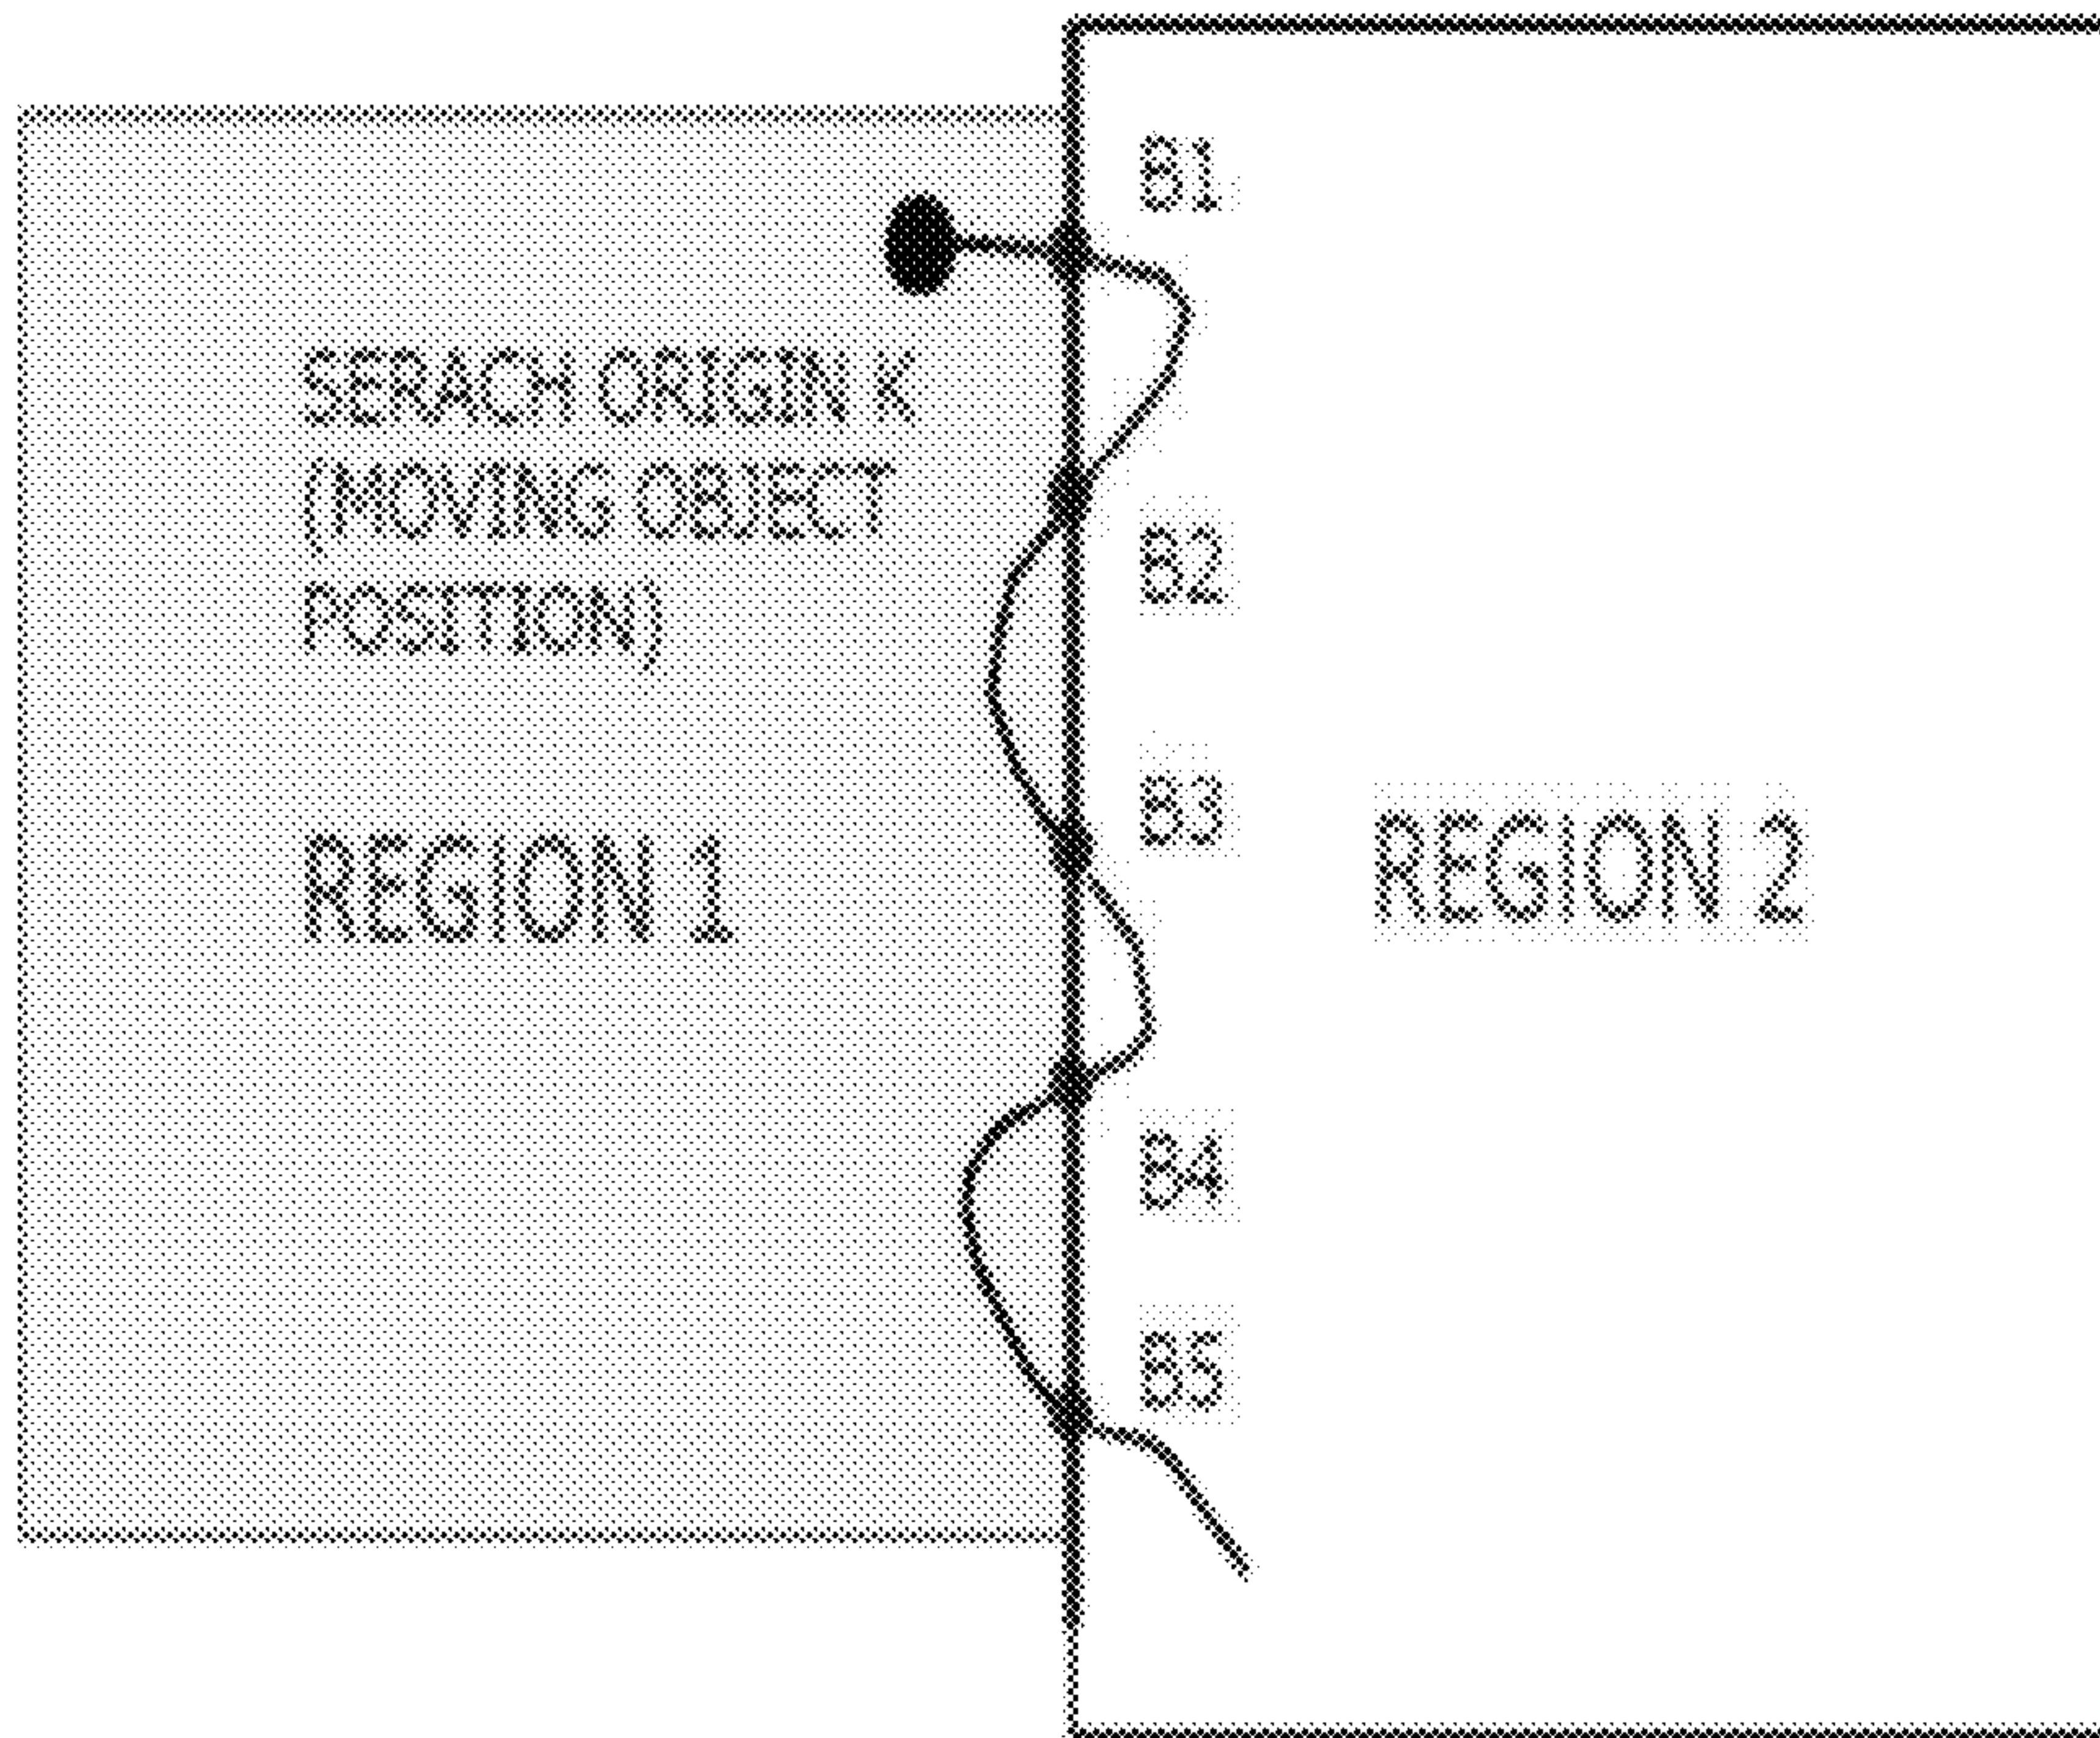 B1
SERACH ORIGIN K
(MOVING OBJECT
POSITION)
B2
B3
REGION 1
REGION 2
B4
B5